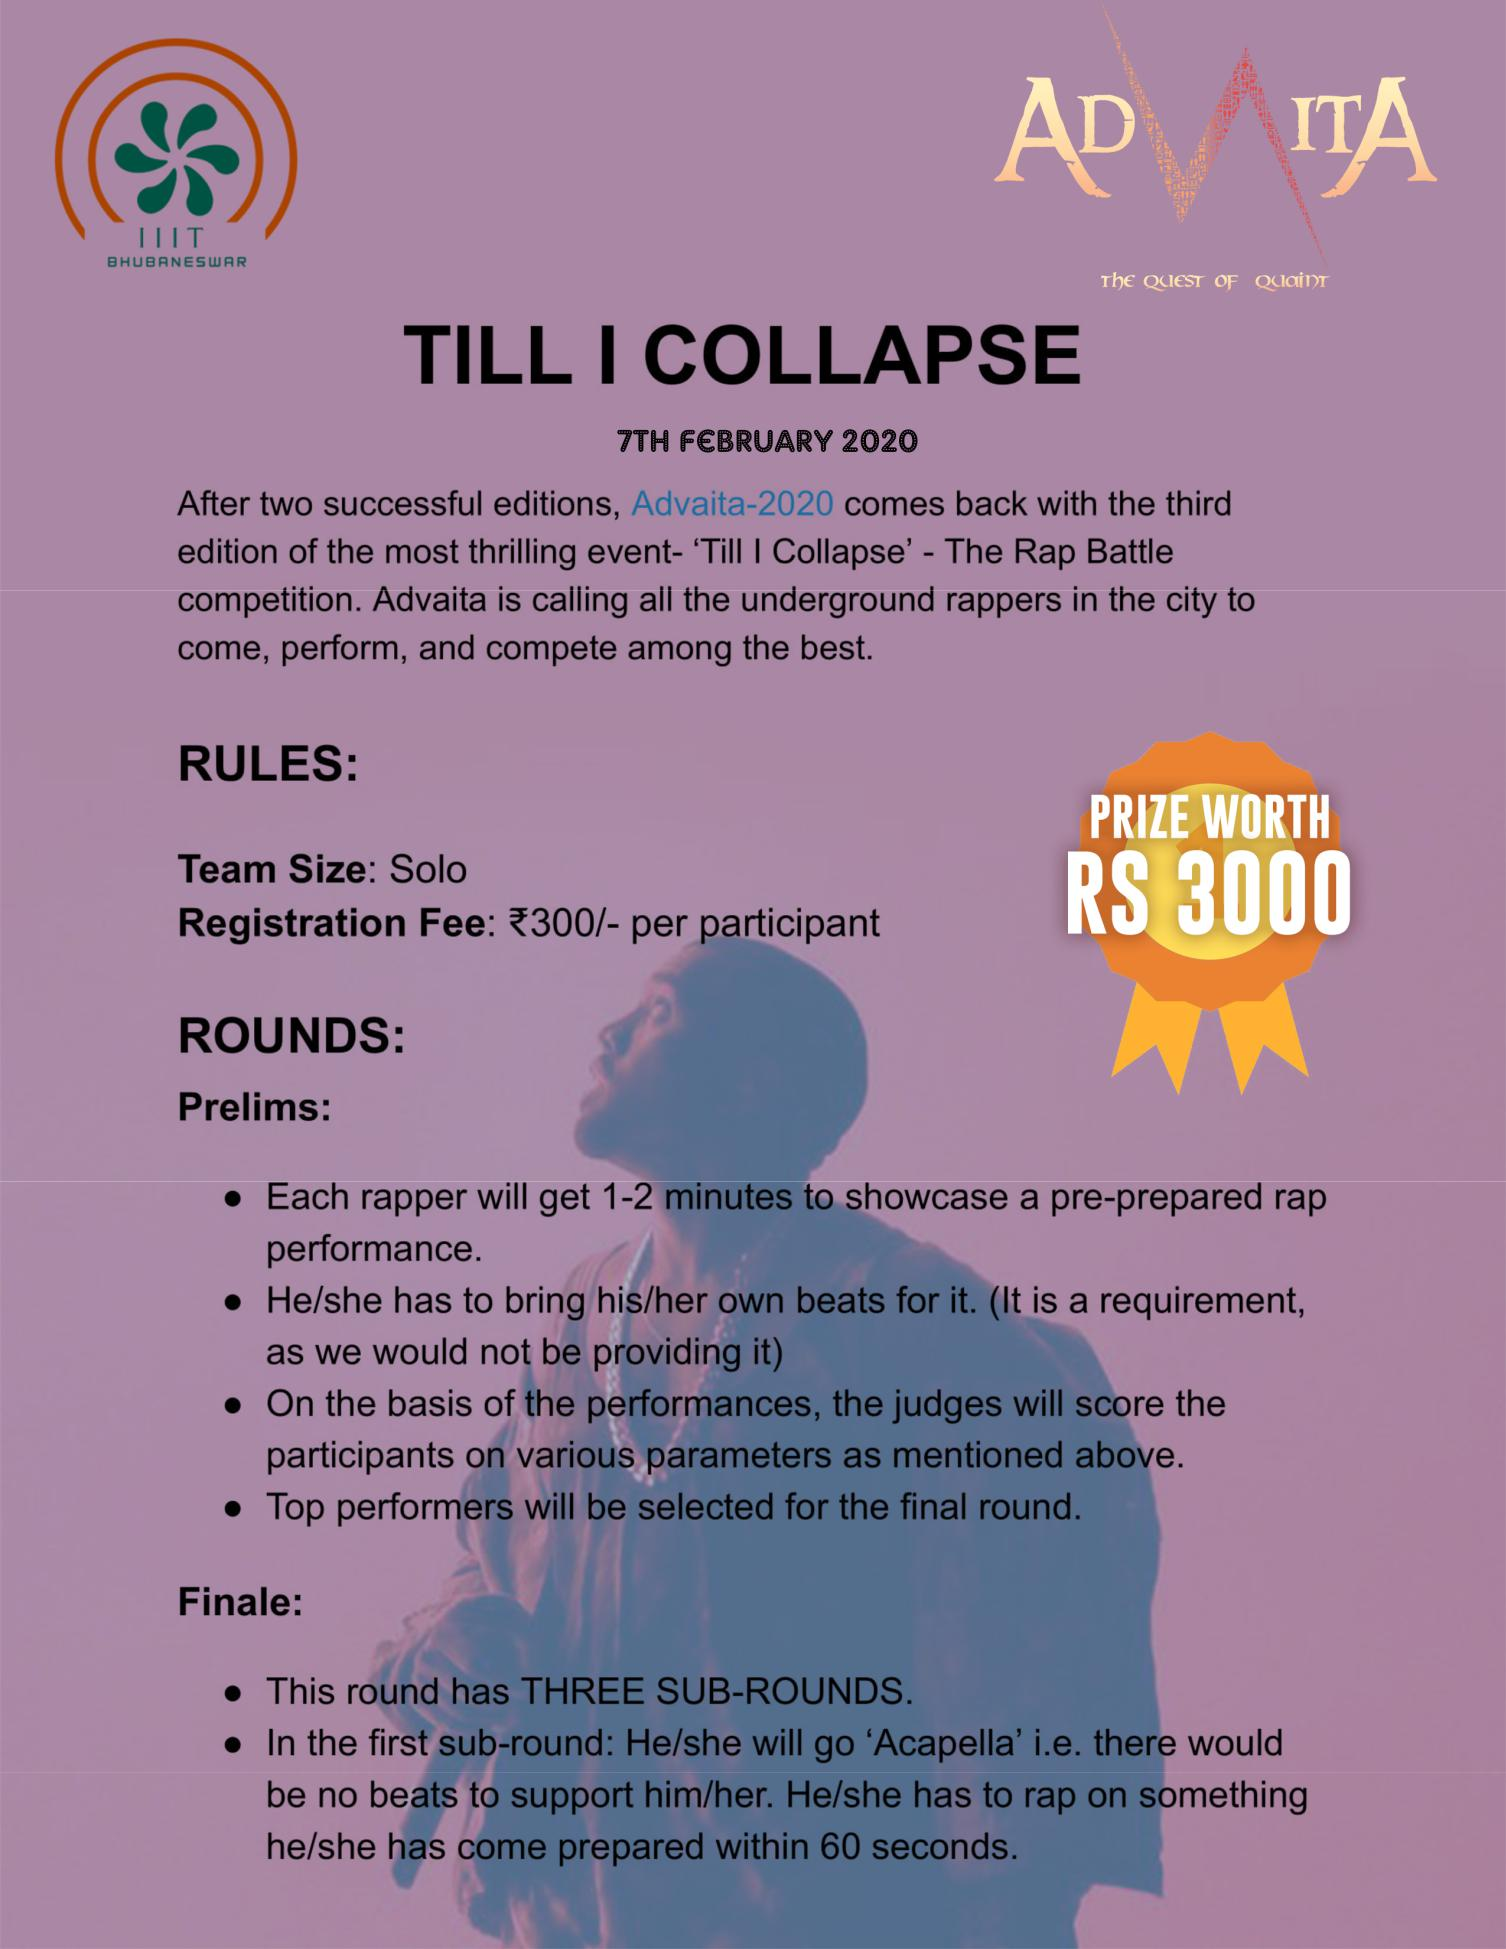 IIIT
BHUBANESWAR
ADVAITA
THE QUEST OF QUAINT
TILL I COLLAPSE
7TH FEBRUARY 2020
After two successful editions, Advaita-2020 comes back with the third
edition of the most thrilling event- ‘Till I Collapse’ - The Rap Battle
competition. Advaita is calling all the underground rappers in the city to
come, perform, and compete among the best.
RULES:
PRIZE WORTH
RS 3000
Team Size: Solo
Registration Fee: ₹300/- per participant
ROUNDS:
Prelims:
● Each rapper will get 1-2 minutes to showcase a pre-prepared rap
performance.
● He/she has to bring his/her own beats for it. (It is a requirement,
as we would not be providing it)
● On the basis of the performances, the judges will score the
participants on various parameters as mentioned above.
● Top performers will be selected for the final round.
Finale:
● This round has THREE SUB-ROUNDS.
● In the first sub-round: He/she will go ‘Acapella’ i.e. there would
be no beats to support him/her. He/she has to rap on something
he/she has come prepared within 60 seconds.